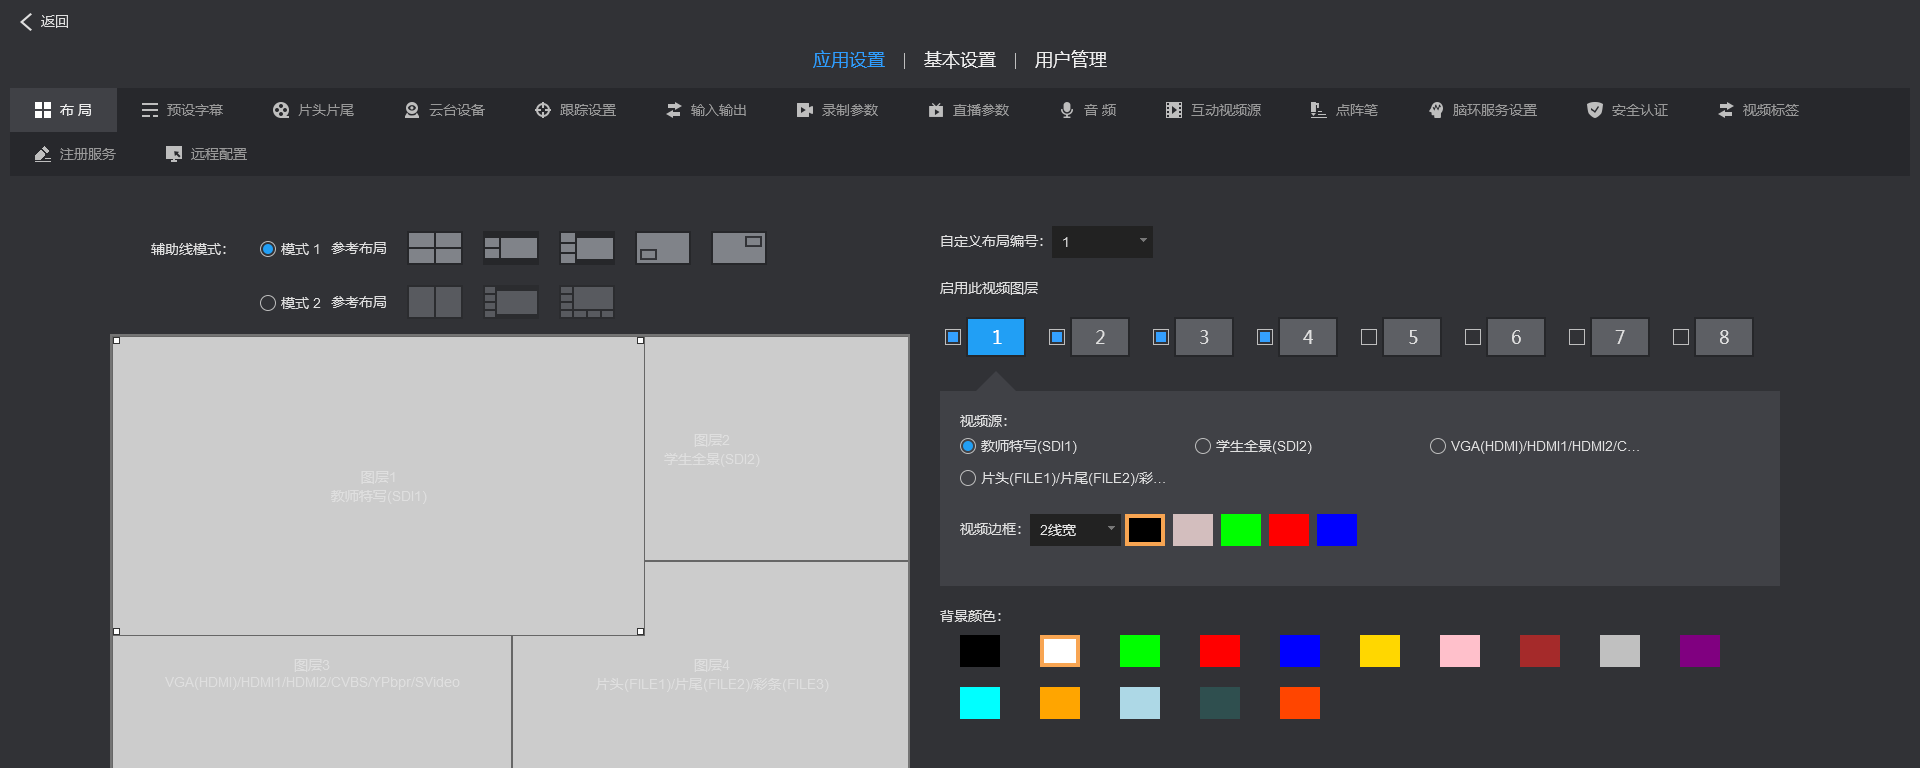 返回
应用设置 | 基本设置 | 用户管理
布 局 预设字幕 片头片尾 云台设备 跟踪设置 输入输出 录制参数 直播参数 音 频 互动视频源 点阵笔 脑环服务设置 安全认证 视频标签
注册服务 远程配置
辅助线模式: 模式 1 参考布局
模式 2 参考布局
图层1
教师特写(SDI1)
图层2
学生全景(SDI2)
图层3
VGA(HDMI)/HDMI1/HDMI2/CVBS/YPbpr/SVideo
图层4
片头(FILE1)/片尾(FILE2)/彩条(FILE3)
自定义布局编号: 1
启用此视频图层
1 2 3 4 5 6 7 8
视频源:
教师特写(SDI1) 学生全景(SDI2) VGA(HDMI)/HDMI1/HDMI2/C...
片头(FILE1)/片尾(FILE2)/彩...
视频边框: 2线宽
背景颜色: